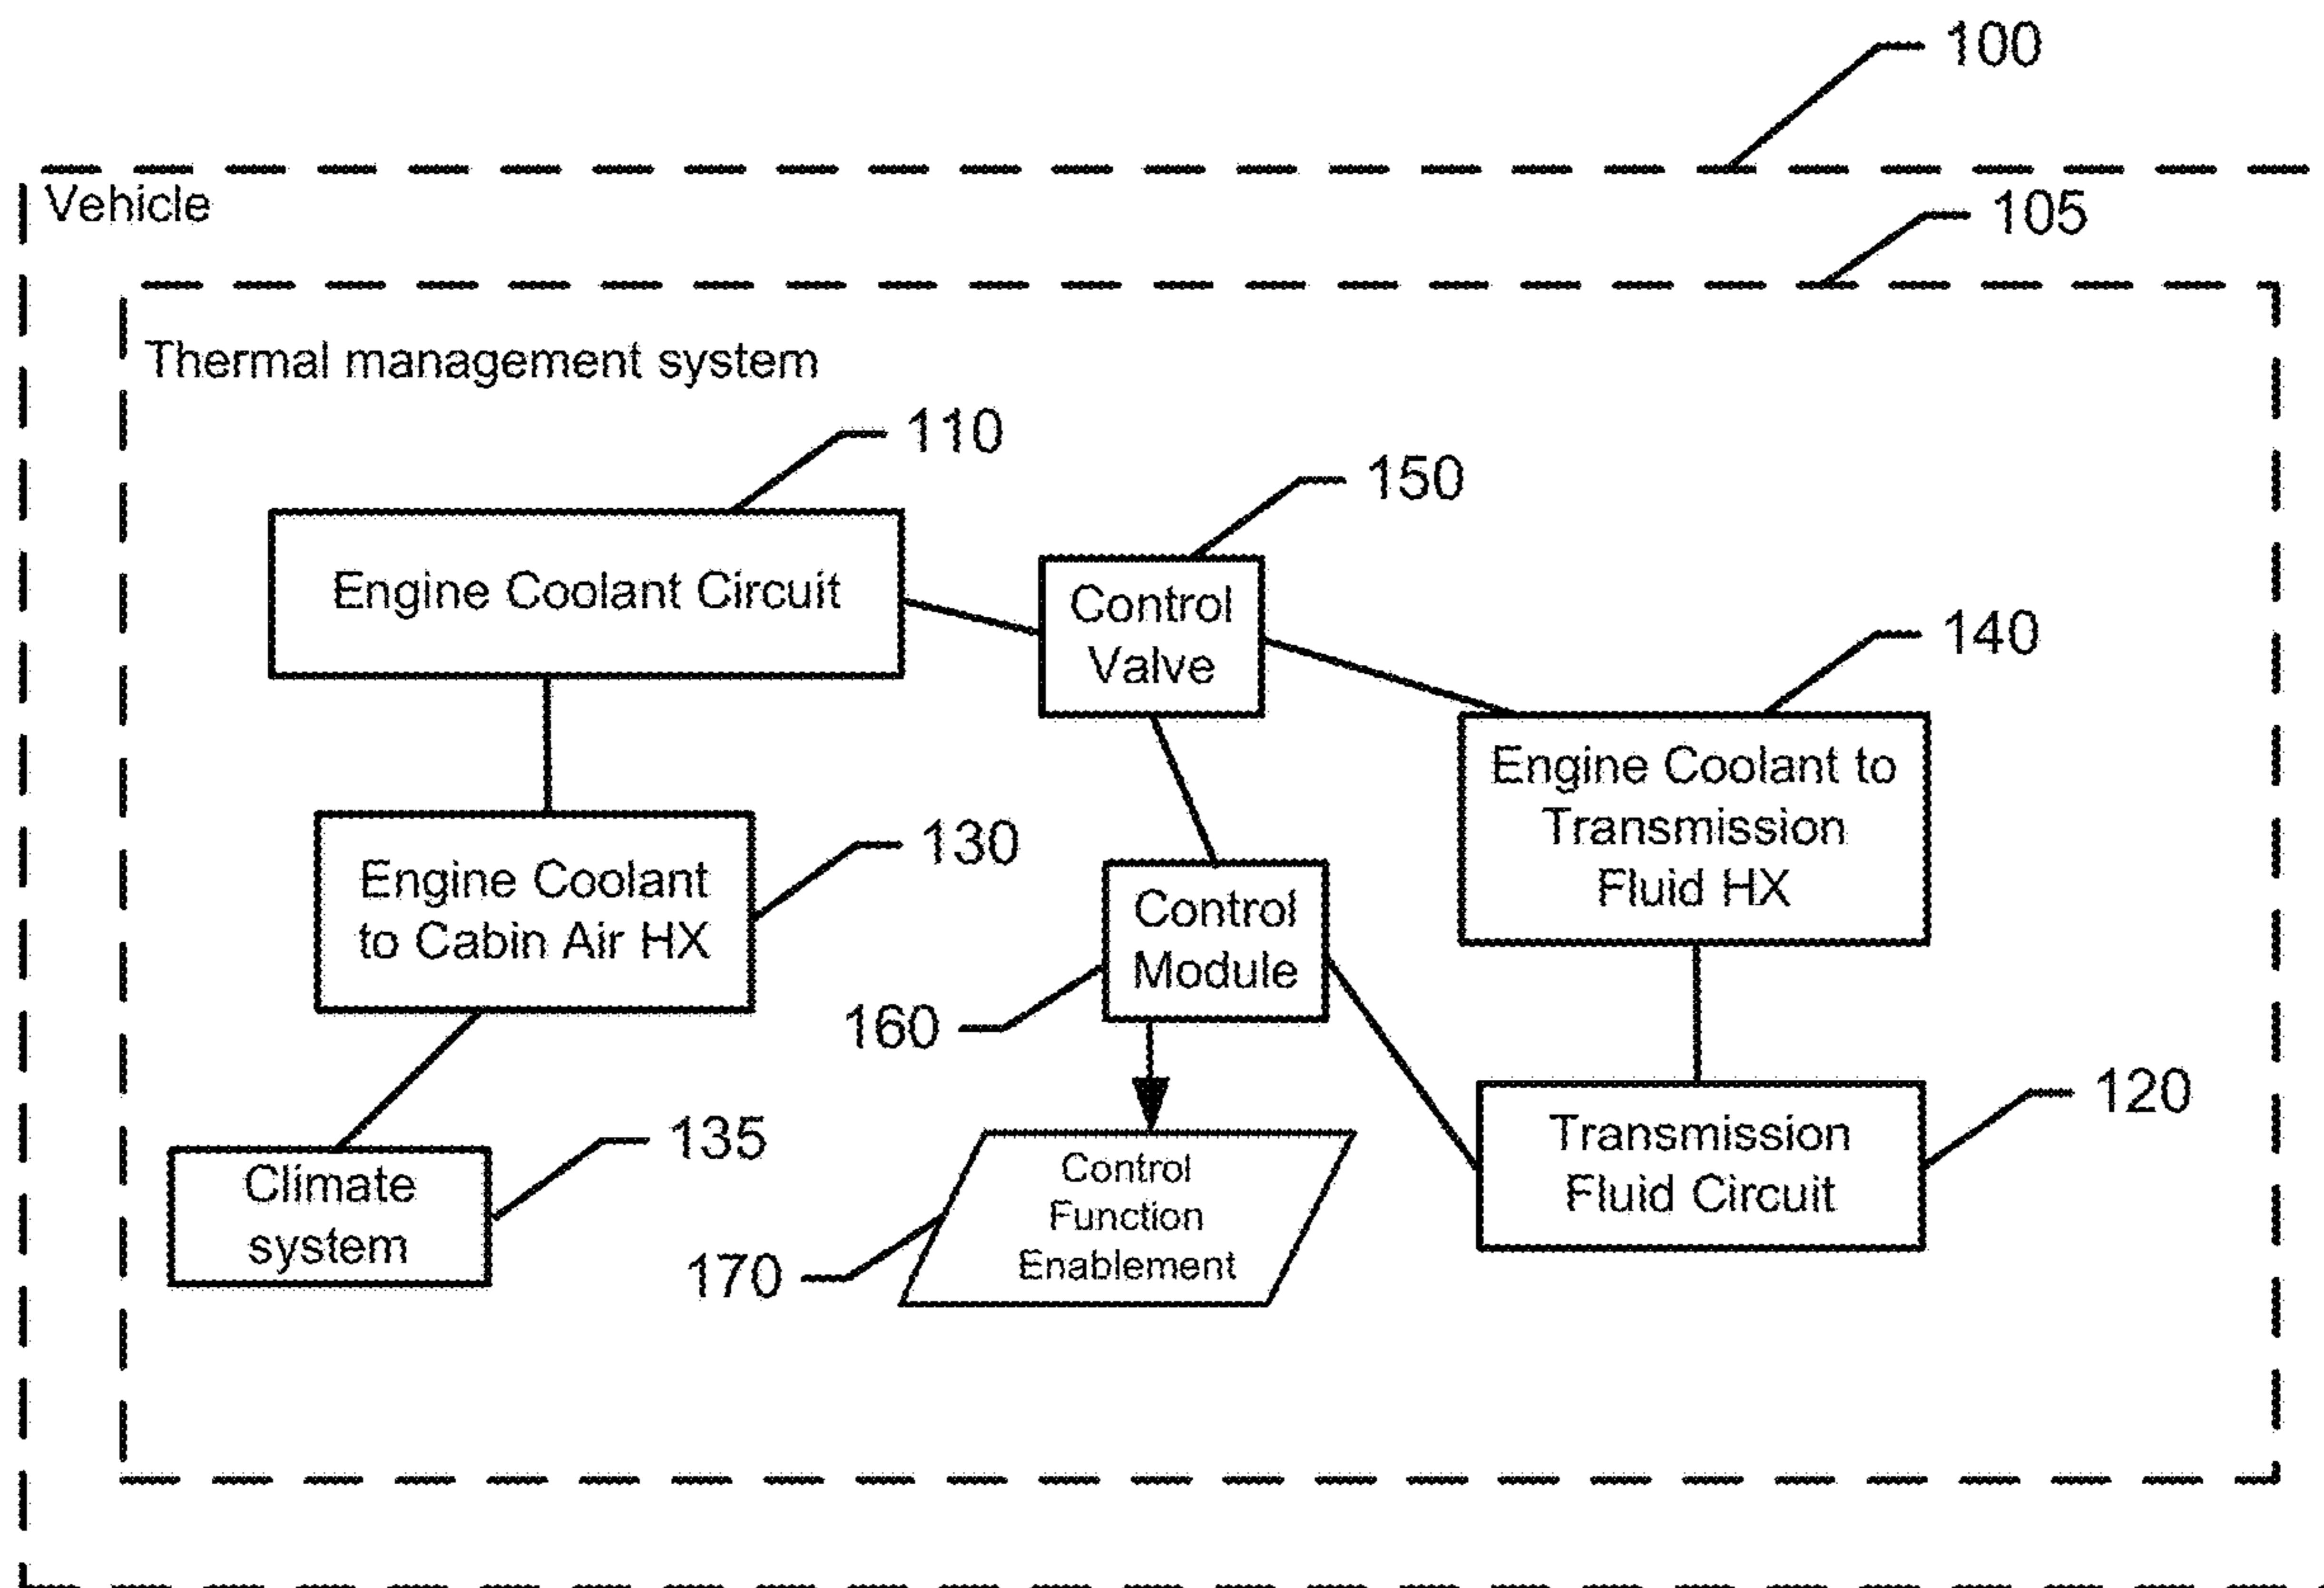 100
Vehicle
105
Thermal management system
110
150
Engine Coolant Circuit
Control
Valve
140
Engine Coolant to
Transmission
Fluid HX
130
Engine Coolant
to Cabin Air HX
Control
Module
160
120
Transmission
Fluid Circuit
135
Climate
system
Control
Function
Enablement
170